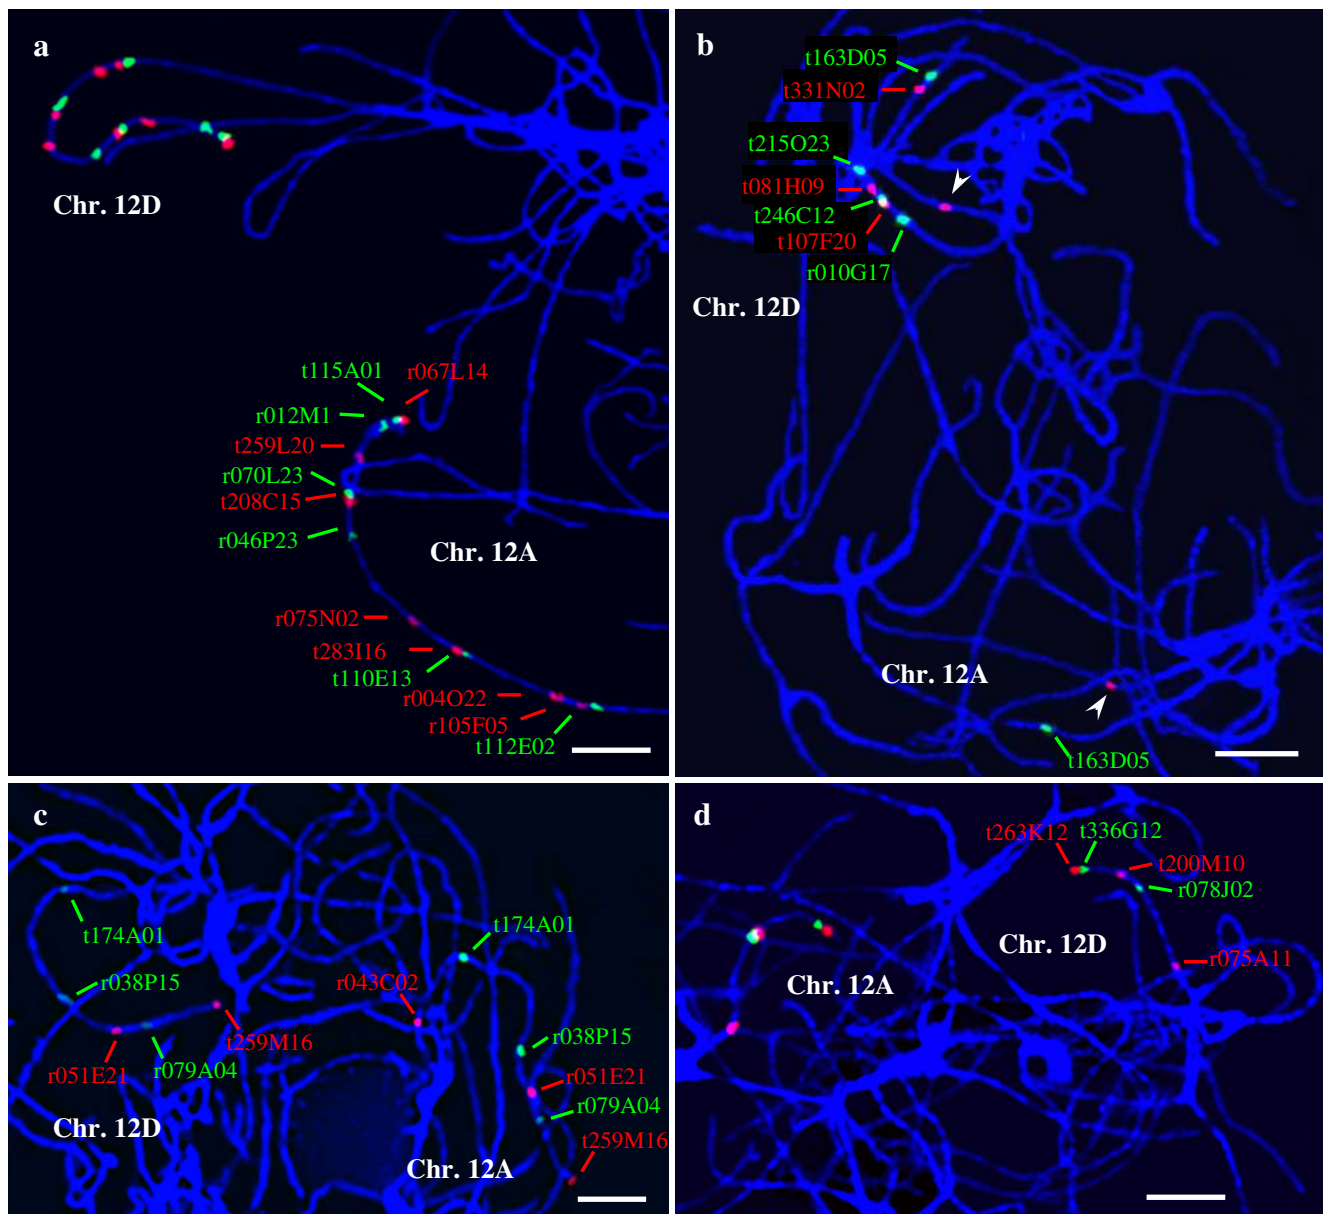 a
Chr. 12D
t115A01
r067L14
r012M1
t259L20
r070L23
t208C15
r046P23
Chr. 12A
r075N02
t283I16
t110E13
r004O22
r105F05
t112E02
b
t163D05
t331N02
t215O23
t081H09
t246C12
t107F20
r010G17
Chr. 12D
Chr. 12A
t163D05
c
t174A01
t174A01
r038P15
r043C02
r038P15
t259M16
r051E21
r079A04
r051E21
r079A04
Chr. 12D
t259M16
Chr. 12A
d
t263K12
t336G12
t200M10
r078J02
Chr. 12D
r075A11
Chr. 12A